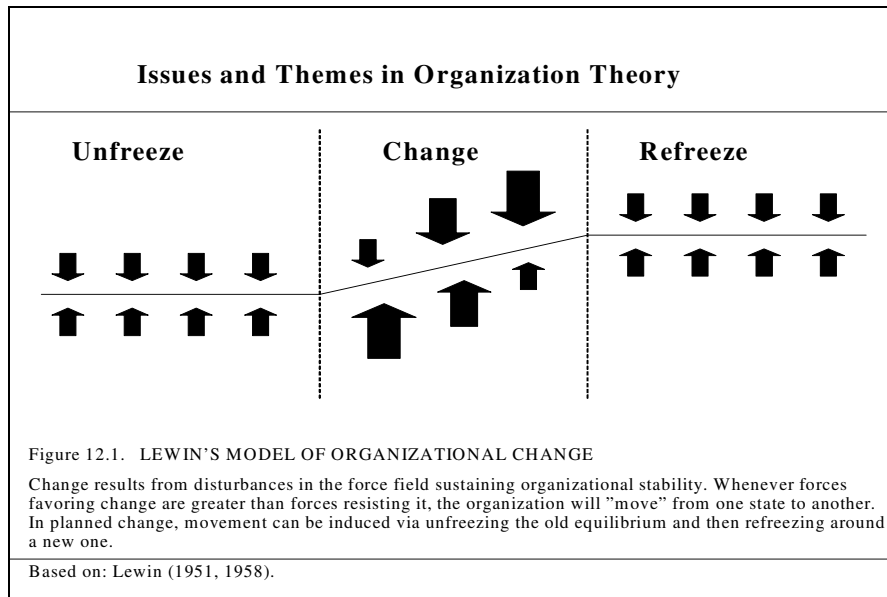 Issues and Themes in Organization Theory
Unfreeze
Change
Refreeze
Figure 12.1. LEWIN'S MODEL OF ORGANIZATIONAL CHANGE
Change results from disturbances in the force field sustaining organizational stability. Whenever forces
favoring change are greater than forces resisting it, the organization will ”move” from one state to another.
In planned change, movement can be induced via unfreezing the old equilibrium and then refreezing around
a new one.
Based on: Lewin (1951, 1958).